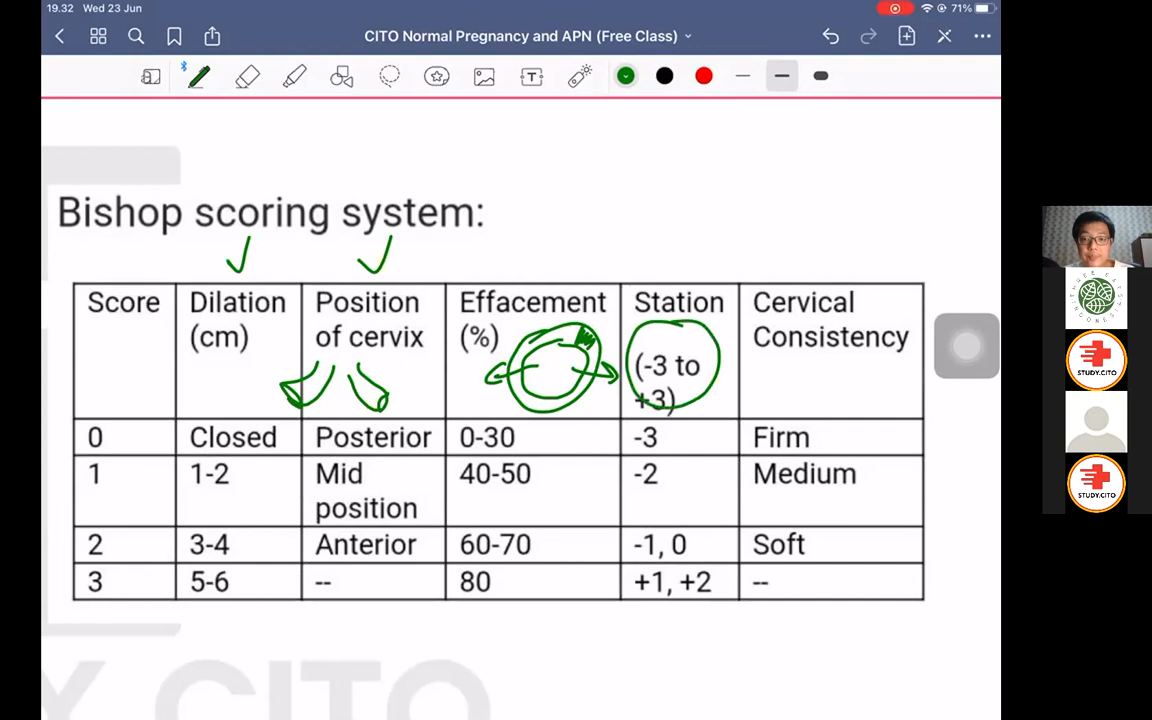 19.32 Wed 23 Jun
71%
CITO Normal Pregnancy and APN (Free Class)
T
Bishop scoring system:
Score Dilation (cm) Position of cervix Effacement (%) Station (-3 to +3) Cervical Consistency
0 Closed Posterior 0-30 -3 Firm
1 1-2 Mid position 40-50 -2 Medium
2 3-4 Anterior 60-70 -1, 0 Soft
3 5-6 -- 80 +1, +2 --
STUDY.CITO
STUDY.CITO
CITO